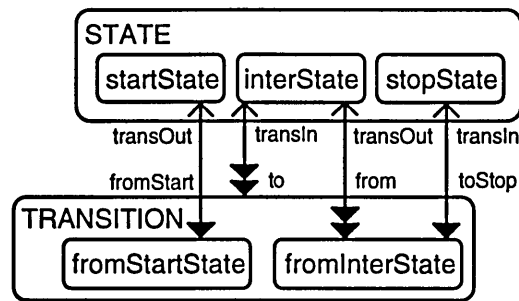 STATE
startState interState stopState
transOut transIn transOut transIn
fromStart to from toStop
TRANSITION
fromStartState fromInterState